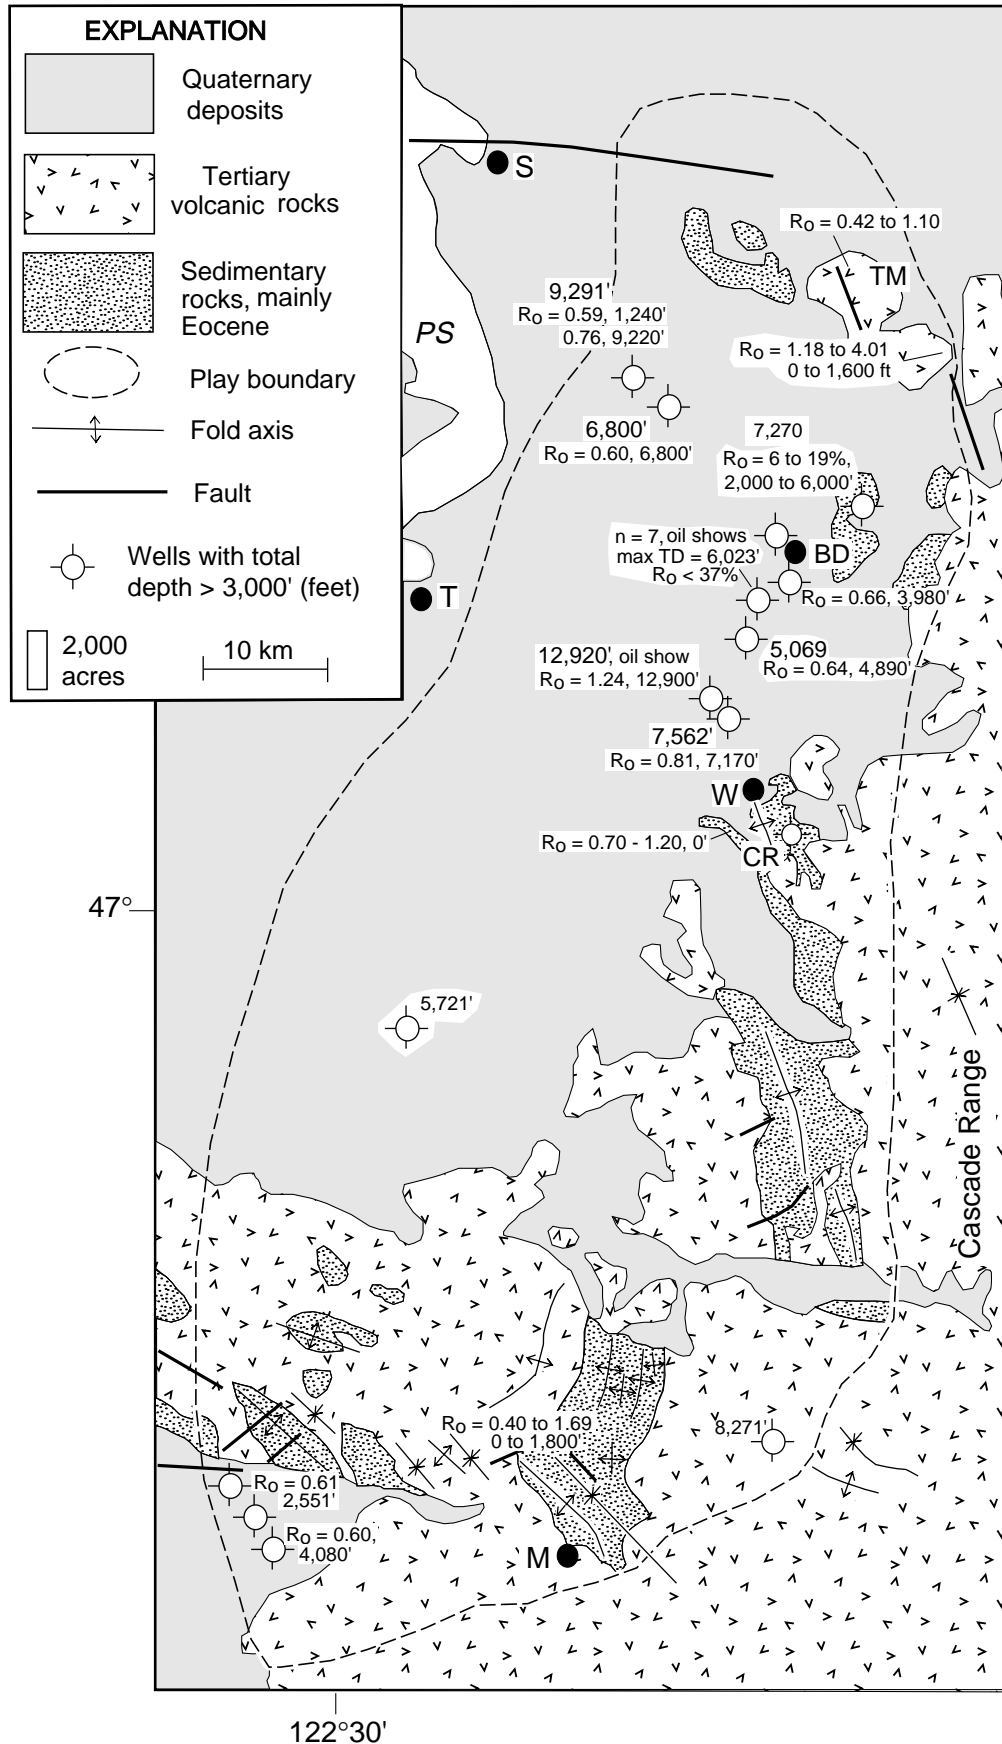 EXPLANATION
Quaternary
deposits
Tertiary
volcanic rocks
Sedimentary
rocks, mainly
Eocene
Play boundary
Fold axis
Fault
Wells with total
depth > 3,000' (feet)
2,000
acres
10 km
S
PS
T
RO = 0.42 to 1.10
TM
9,291'
RO = 0.59, 1,240'
0.76, 9,220'
RO = 1.18 to 4.01
0 to 1,600 ft
6,800'
RO = 0.60, 6,800'
7,270
RO = 6 to 19%,
2,000 to 6,000'
n = 7, oil shows
max TD = 6,023'
RO < 37%
BD
RO = 0.66, 3,980'
5,069
RO = 0.64, 4,890'
12,920', oil show
RO = 1.24, 12,900'
7,562'
RO = 0.81, 7,170'
W
RO = 0.70 - 1.20, 0'
CR
47°
5,721'
Cascade Range
RO = 0.40 to 1.69
0 to 1,800'
8,271'
RO = 0.61
2,551'
RO = 0.60,
4,080'
M
122°30'